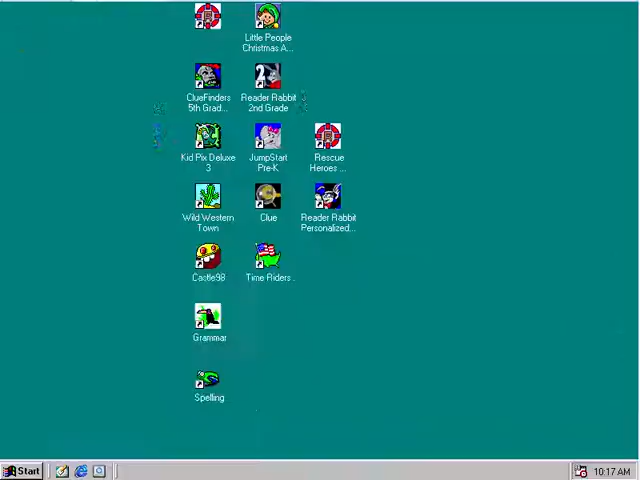 Little People
Christmas A...
ClueFinders
5th Grad...
Reader Rabbit
2nd Grade
Kid Pix Deluxe
3
JumpStart
Pre-K
Rescue
Heroes ...
Wild Western
Town
Clue
Reader Rabbit
Personalized...
Castle98
Time Riders ..
Grammar
Spelling
Start
10:17 AM